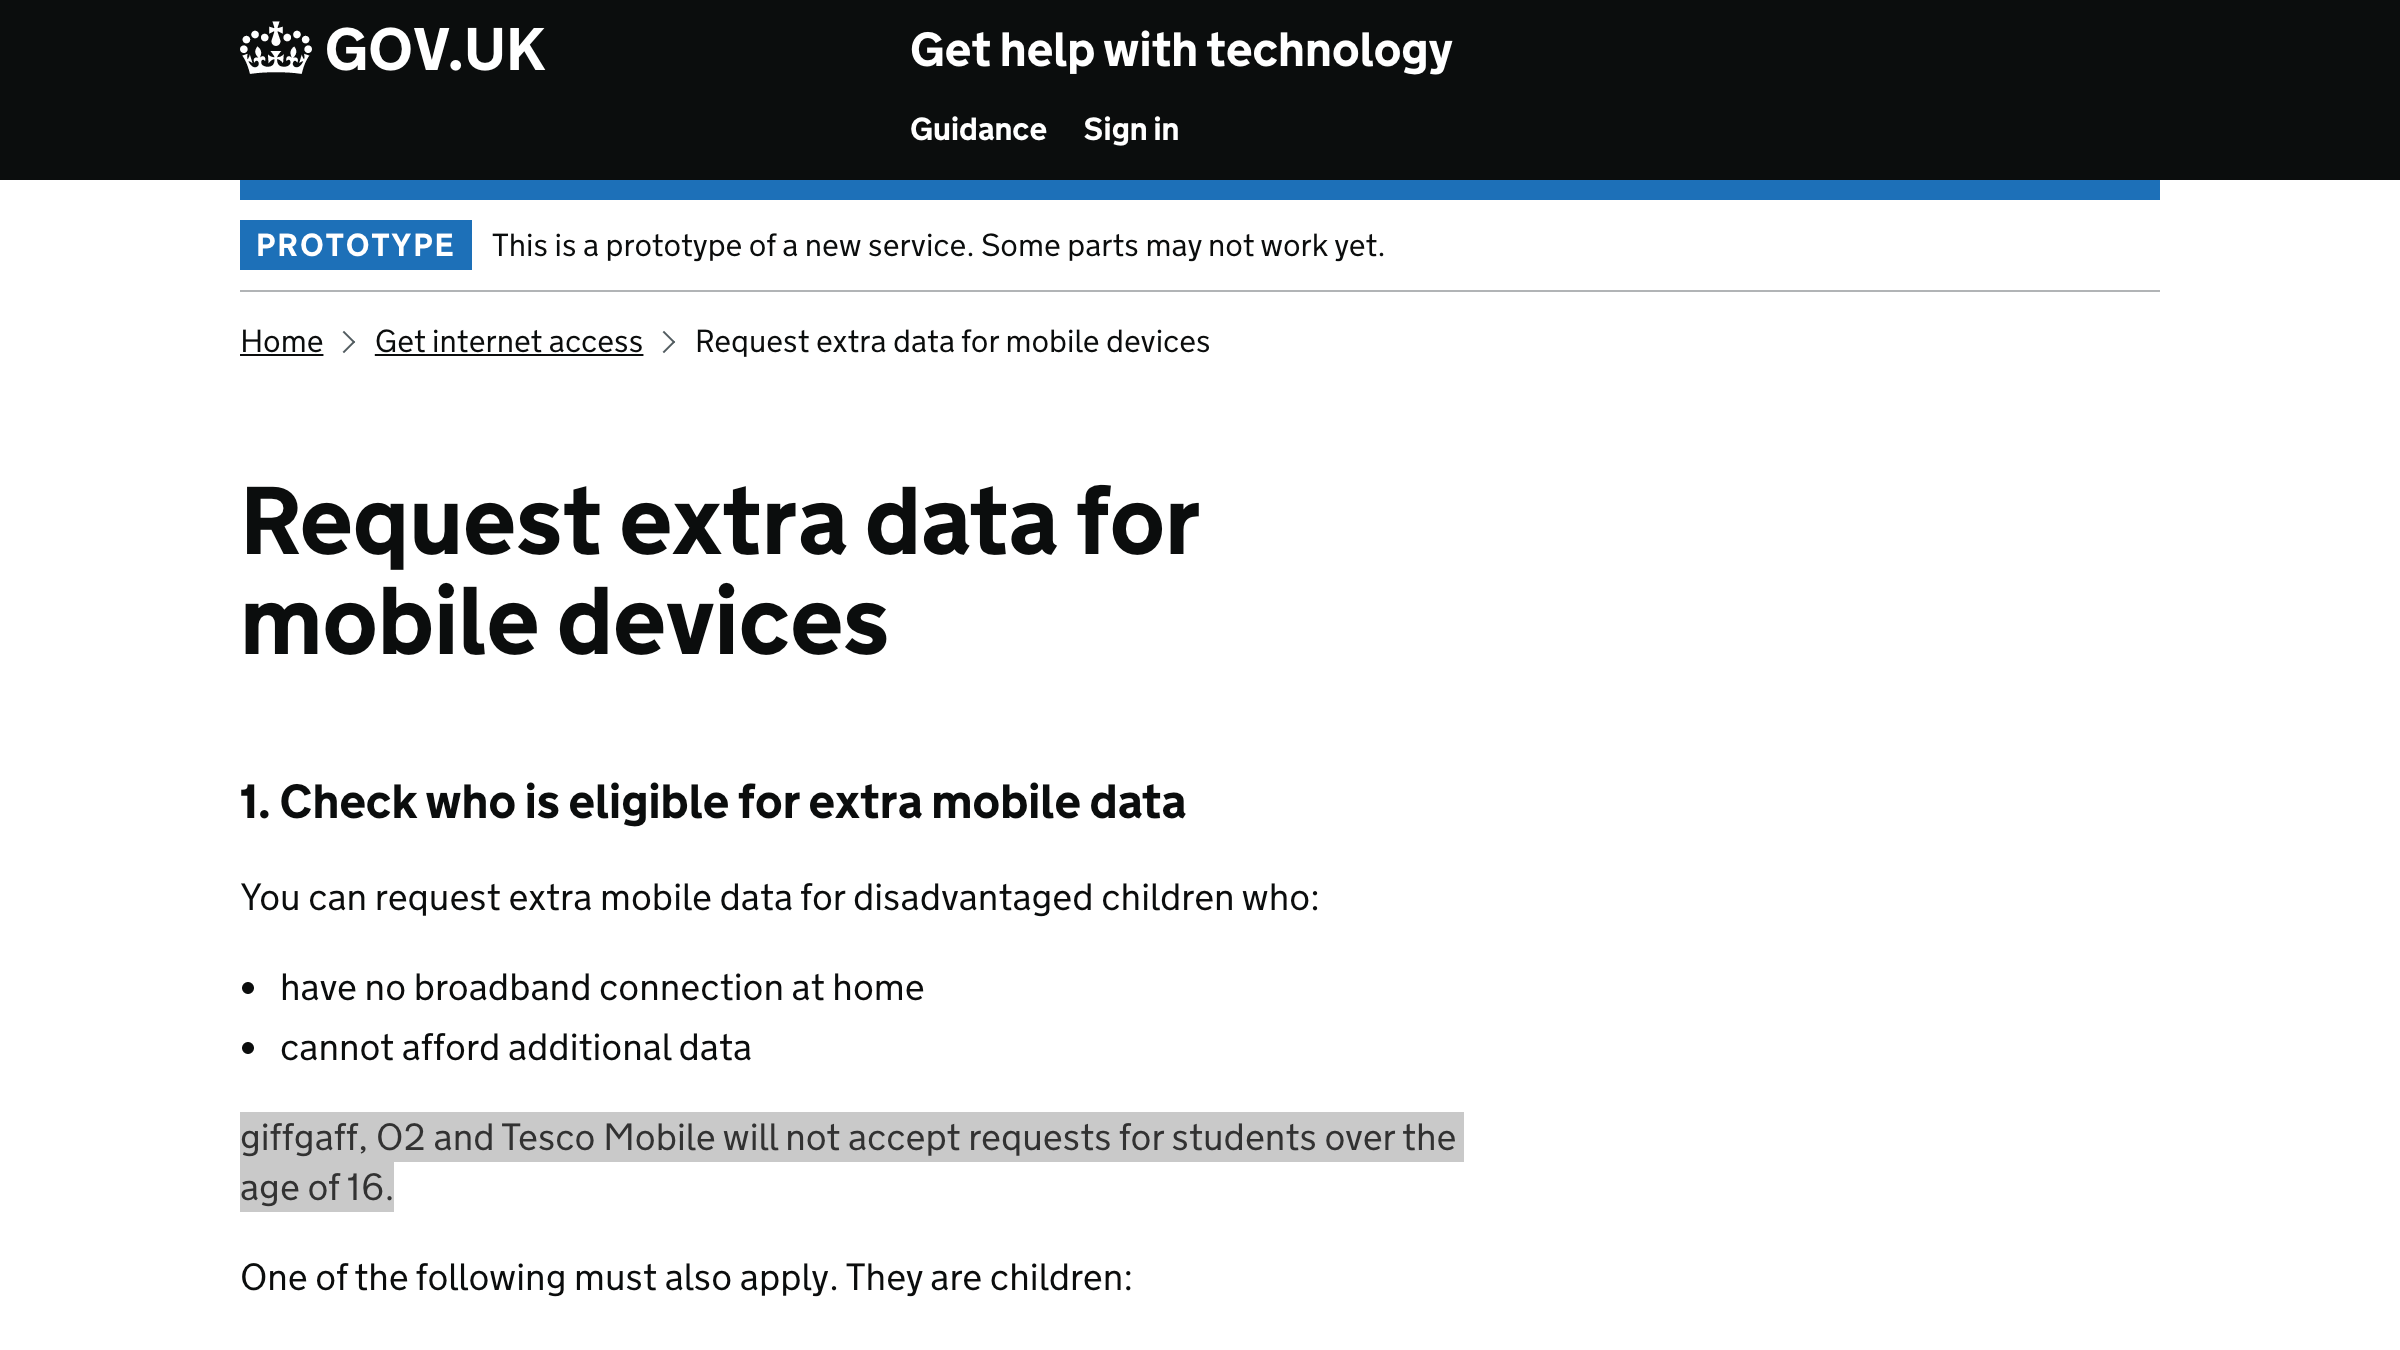 GOV.UK
Get help with technology
Guidance Sign in
PROTOTYPE This is a prototype of a new service. Some parts may not work yet.
Home > Get internet access > Request extra data for mobile devices
Request extra data for
mobile devices
1. Check who is eligible for extra mobile data
You can request extra mobile data for disadvantaged children who:
• have no broadband connection at home
• cannot afford additional data
giffgaff, O2 and Tesco Mobile will not accept requests for students over the
age of 16.
One of the following must also apply. They are children: